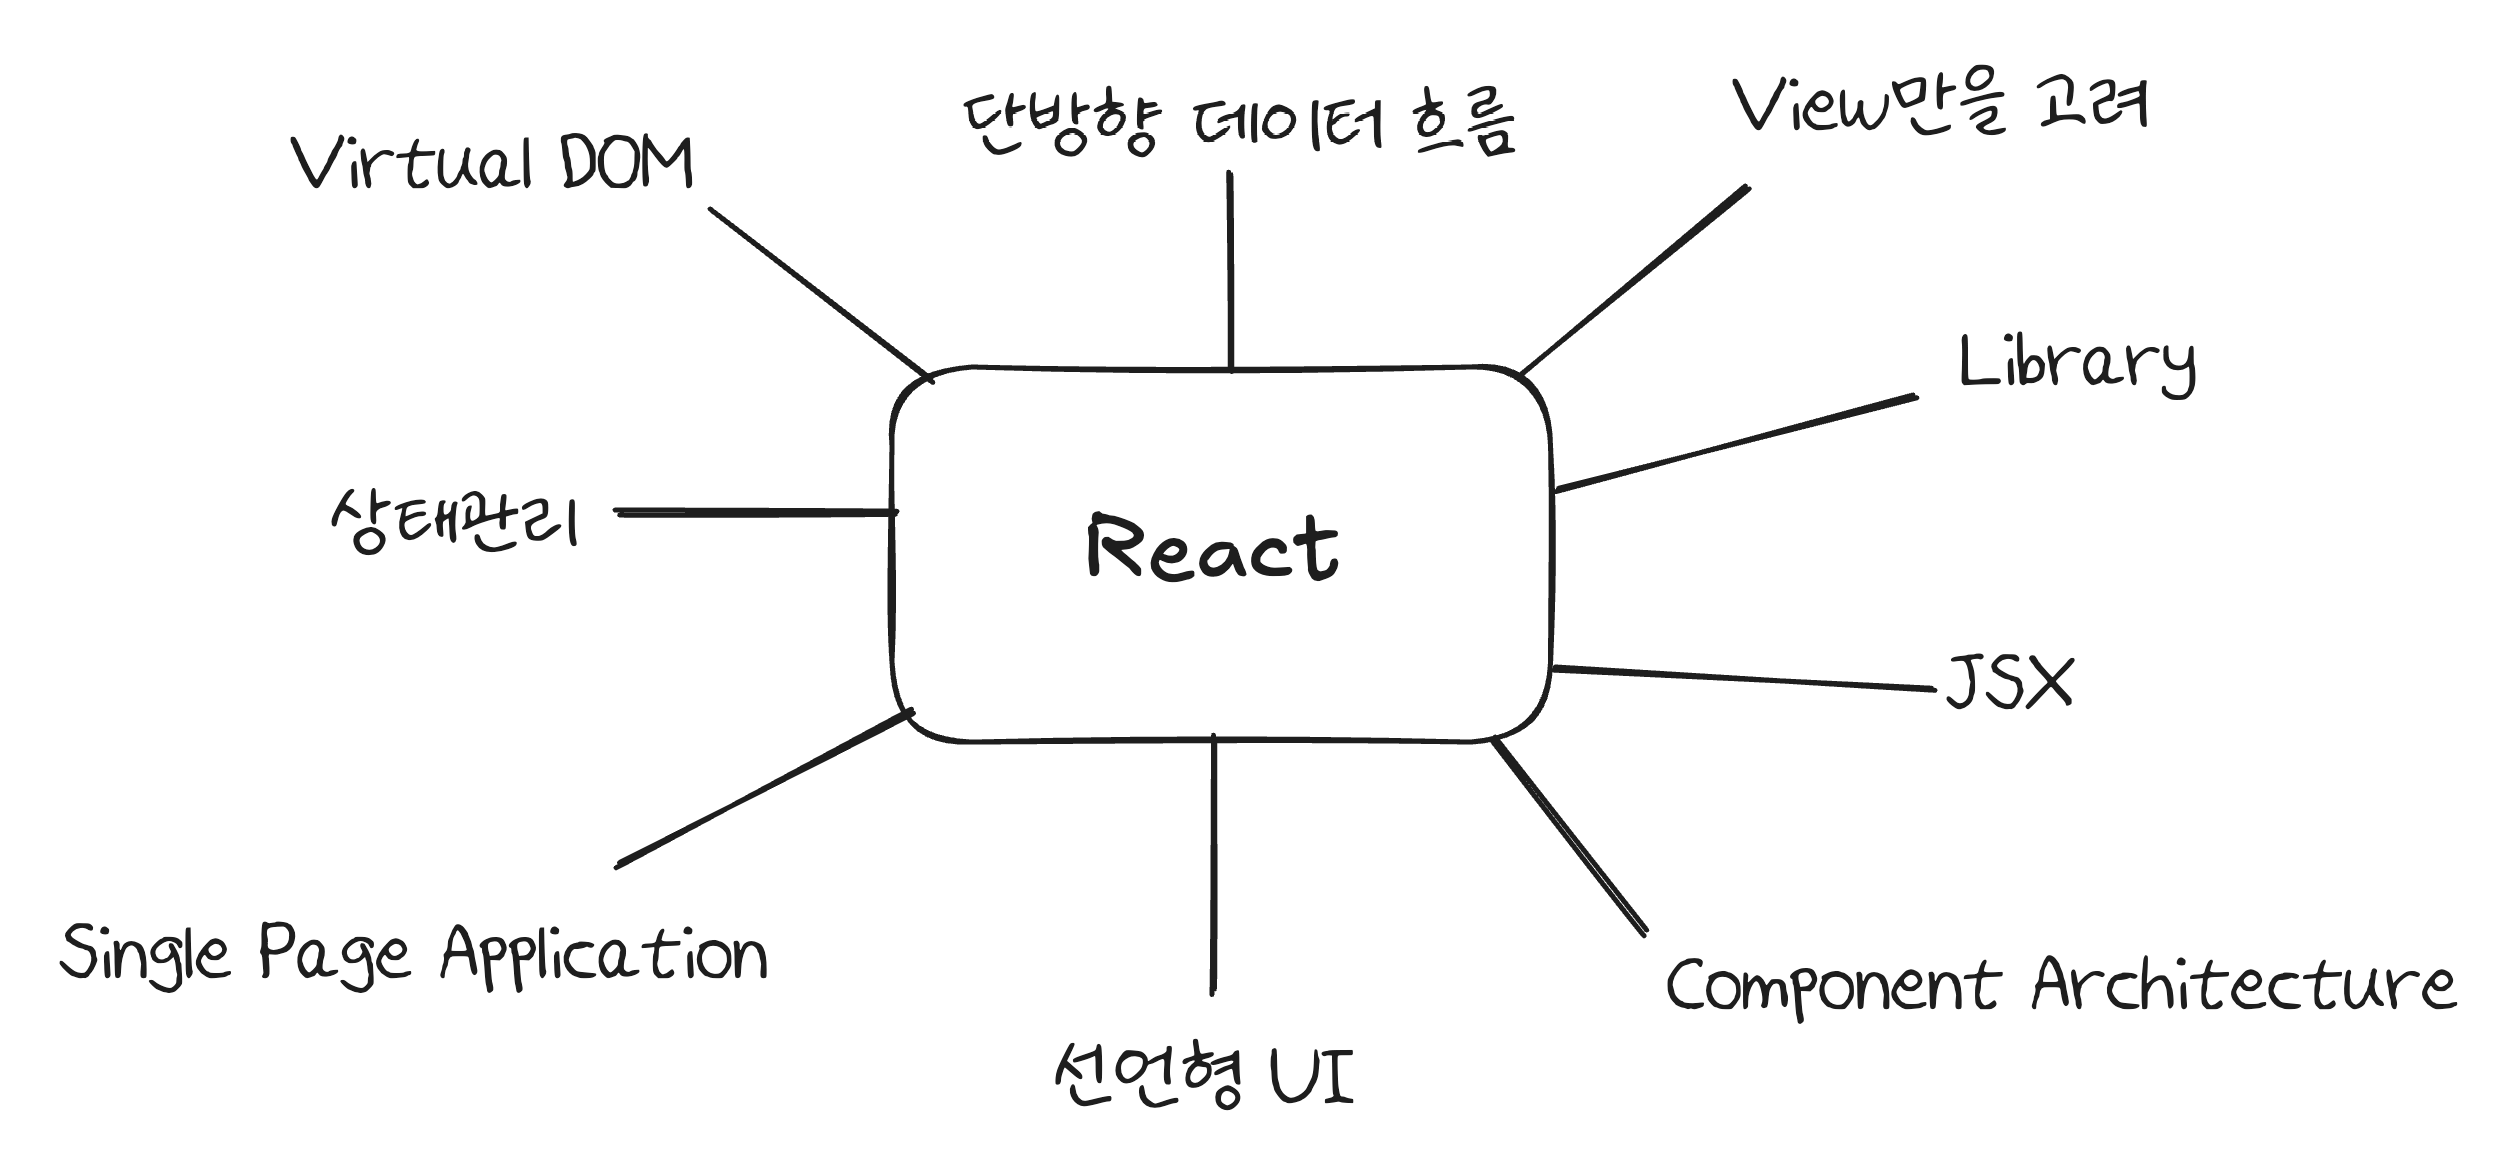 Virtual DOM
단방향 데이터 흐름
View만을 고려
Library
상태관리
React
JSX
Single Page Application
Component Architecture
선언형 UI